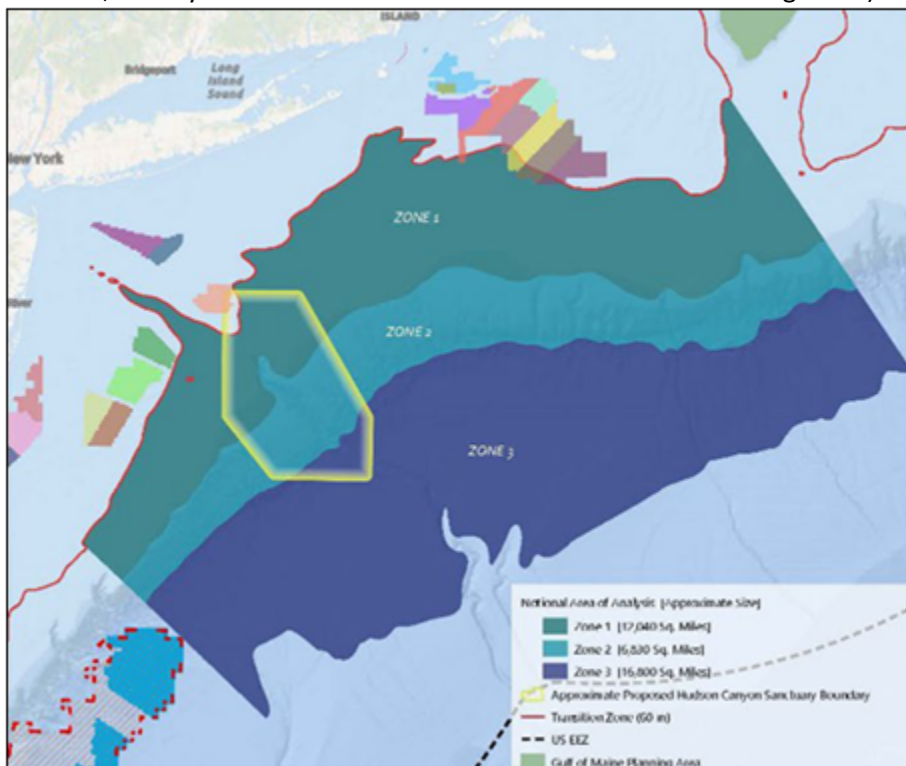 ISLAND
Bridgeport
Long
Island
Sound
New York
River
ZONE 1
ZONE 2
ZONE 3
Notional Area of Analysis (Approximate Size)
Zone 1 (12,040 Sq. Miles)
Zone 2 (6,830 Sq. Miles)
Zone 3 (16,800 Sq. Miles)
Approximate Proposed Hudson Canyon Sanctuary Boundary
Transition Zone (60 m)
US EEZ
Gulf of Maine Planning Area